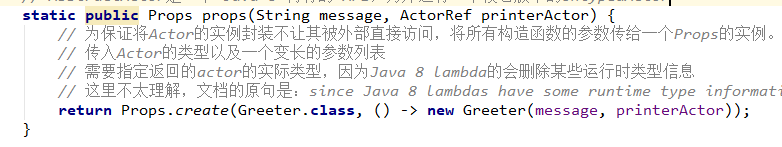 static public Props props(String message, ActorRef printerActor) {
// 为保证将Actor的实例封装不让其被外部直接访问，将所有构造函数的参数传给一个Props的实例。
// 传入Actor的类型以及一个变长的参数列表
// 需要指定返回的actor的实际类型，因为Java 8 lambda的会删除某些运行时类型信息
// 这里不太理解，文档的原句是：since Java 8 lambdas have some runtime type informati
return Props.create(Greeter.class, () -> new Greeter(message, printerActor));
}